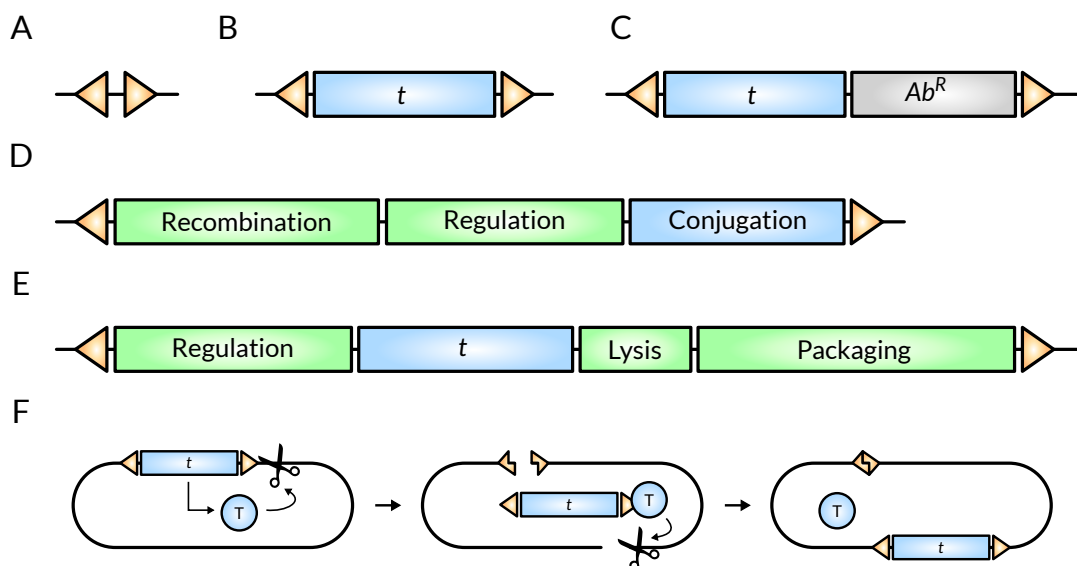 A B C
t t Ab^R
D
Recombination Regulation Conjugation
E
Regulation t Lysis Packaging
F
t
T
t T
T
t